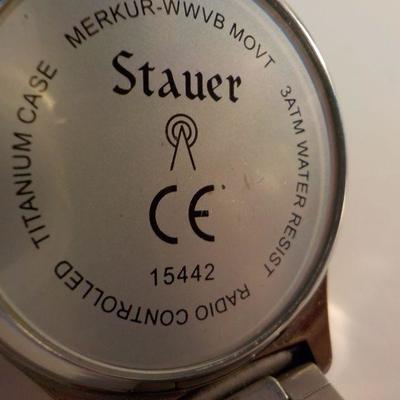 TITANIUM CASE MERKUR-WWVB MOVT 3ATM WATER RESIST RADIO CONTROLLED
Stauer
CE
15442